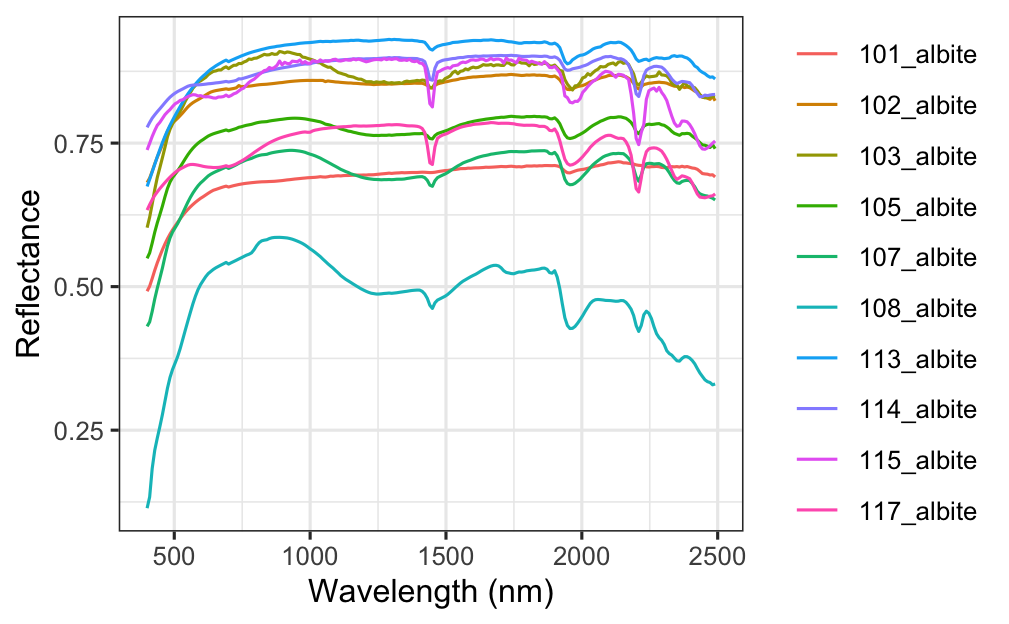 Reflectance
0.75
0.50
0.25
500 1000 1500 2000 2500
Wavelength (nm)
101_albite
102_albite
103_albite
105_albite
107_albite
108_albite
113_albite
114_albite
115_albite
117_albite